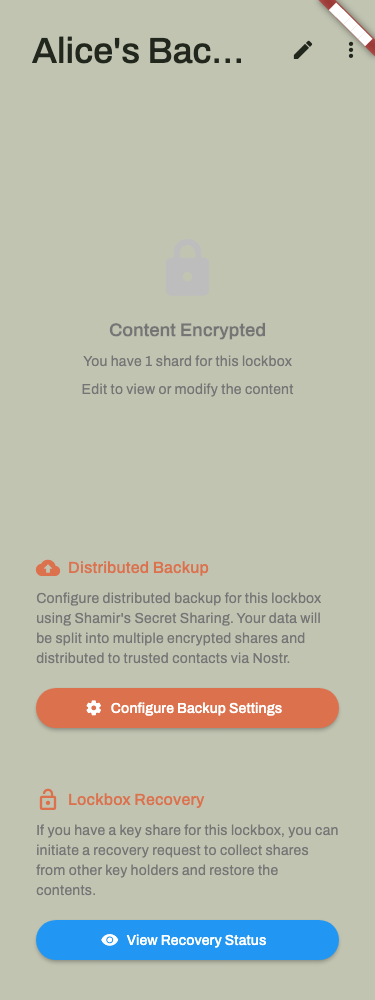 Alice's Bac...
Content Encrypted
You have 1 shard for this lockbox
Edit to view or modify the content
Distributed Backup
Configure distributed backup for this lockbox
using Shamir's Secret Sharing. Your data will
be split into multiple encrypted shares and
distributed to trusted contacts via Nostr.
Configure Backup Settings
Lockbox Recovery
If you have a key share for this lockbox, you can
initiate a recovery request to collect shares
from other key holders and restore the
contents.
View Recovery Status